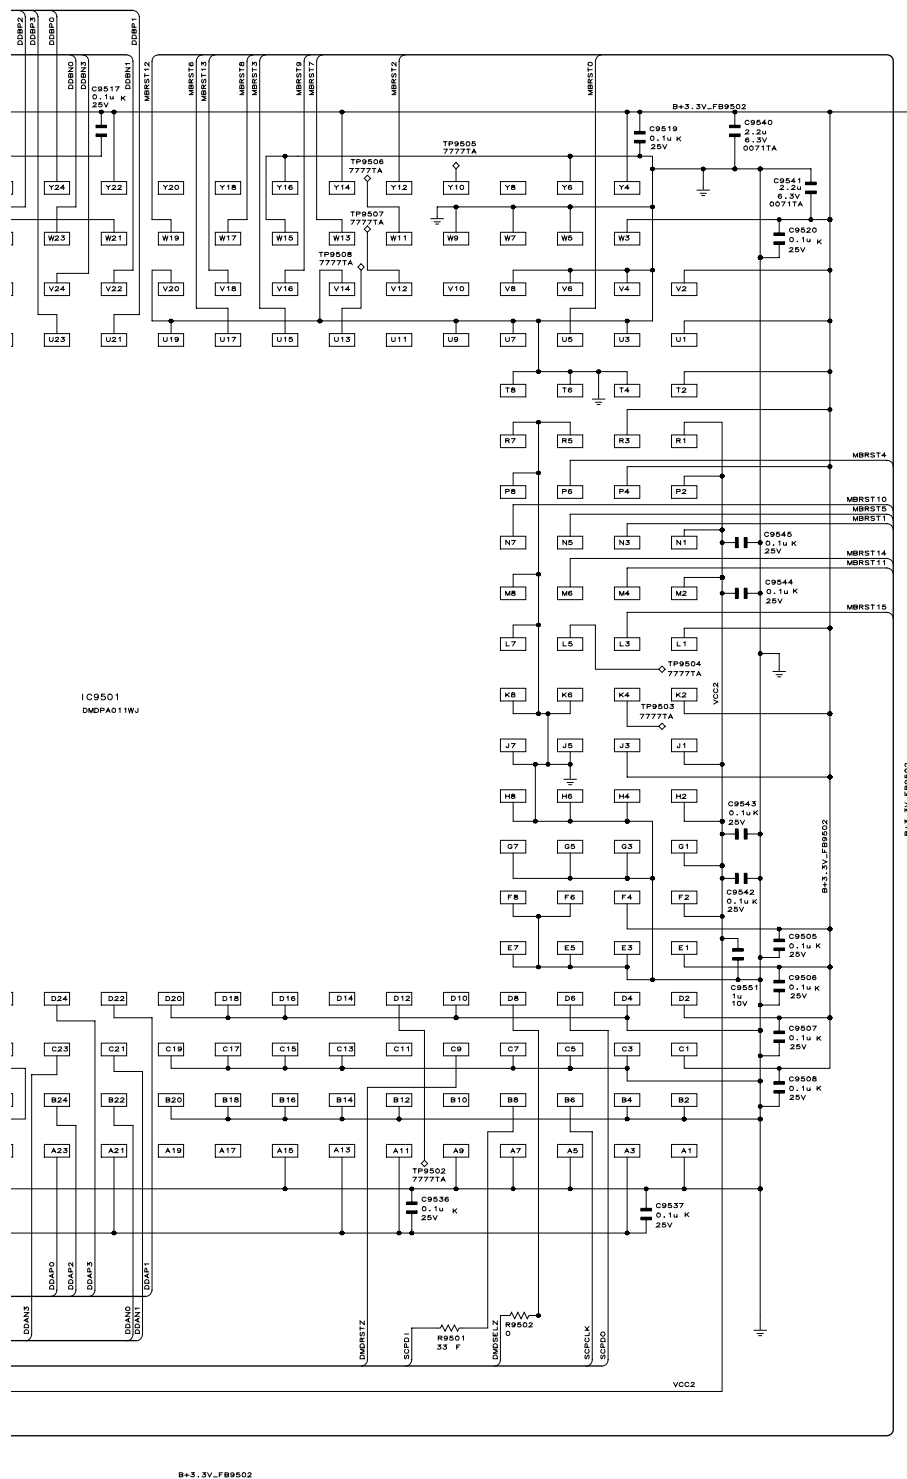 DDBP2
DDBP3
DDBP0
DDBP1
DDBN0
DDBN3
DDBN1
MBRST12
MBRST6
MBRST13
MBRST8
MBRST3
MBRST9
MBRST7
MBRST2
MBRST0
C9517
0.1u K
25V
B+3.3V_FB9502
C9519
0.1u K
25V
C9540
2.2u
6.3V
0071TA
TP9505
7777TA
TP9506
7777TA
C9541
2.2u
6.3V
0071TA
Y24 Y22 Y20 Y18 Y16 Y14 Y12 Y10 Y8 Y6 Y4
TP9507
7777TA
C9520
0.1u K
25V
W23 W21 W19 W17 W15 W13 W11 W9 W7 W5 W3
TP9508
7777TA
V24 V22 V20 V18 V16 V14 V12 V10 V8 V6 V4 V2
U23 U21 U19 U17 U15 U13 U11 U9 U7 U5 U3 U1
T8 T6 T4 T2
R7 R5 R3 R1
MBRST4
P8 P6 P4 P2
MBRST10
MBRST5
MBRST1
N7 N5 N3 N1
C9545
0.1u K
25V
MBRST14
MBRST11
M8 M6 M4 M2
C9544
0.1u K
25V
MBRST15
L7 L5 L3 L1
TP9504
7777TA
VCC2
IC9501
DMDPA011WJ
K8 K6 K4 K2
TP9503
7777TA
J7 J5 J3 J1
B+3.3V_FB9502
H8 H6 H4 H2
C9543
0.1u K
25V
B+3.3V_FB9502
G7 G5 G3 G1
C9542
0.1u K
25V
F8 F6 F4 F2
C9505
0.1u K
25V
E7 E5 E3 E1
C9551
1u
10V
C9506
0.1u K
25V
D24 D22 D20 D18 D16 D14 D12 D10 D8 D6 D4 D2
C9507
0.1u K
25V
C23 C21 C19 C17 C15 C13 C11 C9 C7 C5 C3 C1
C9508
0.1u K
25V
B24 B22 B20 B18 B16 B14 B12 B10 B8 B6 B4 B2
A23 A21 A19 A17 A15 A13 A11 A9 A7 A5 A3 A1
TP9502
7777TA
C9536
0.1u K
25V
C9537
0.1u K
25V
DDAP0
DDAP2
DDAP3
DDAP1
DDAN3
DDAN0
DDAN1
DMDRSTZ
SCPDI
R9501
33 F
DMDSELZ
R9502
0
SCPCLK
SCPDO
VCC2
B+3.3V_FB9502